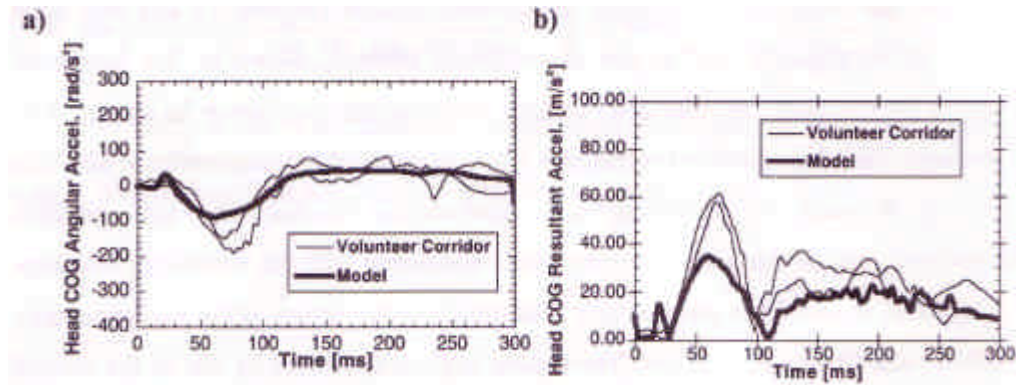 a)
Head COG Angular Accel. [rad/s²]
300
200
100
0
-100
-200
-300
-400
Volunteer Corridor
Model
0 50 100 150 200 250 300
Time [ms]
b)
Head COG Resultant Accel. [m/s²]
100.00
80.00
60.00
40.00
20.00
0.00
Volunteer Corridor
Model
0 50 100 150 200 250 300
Time [ms]